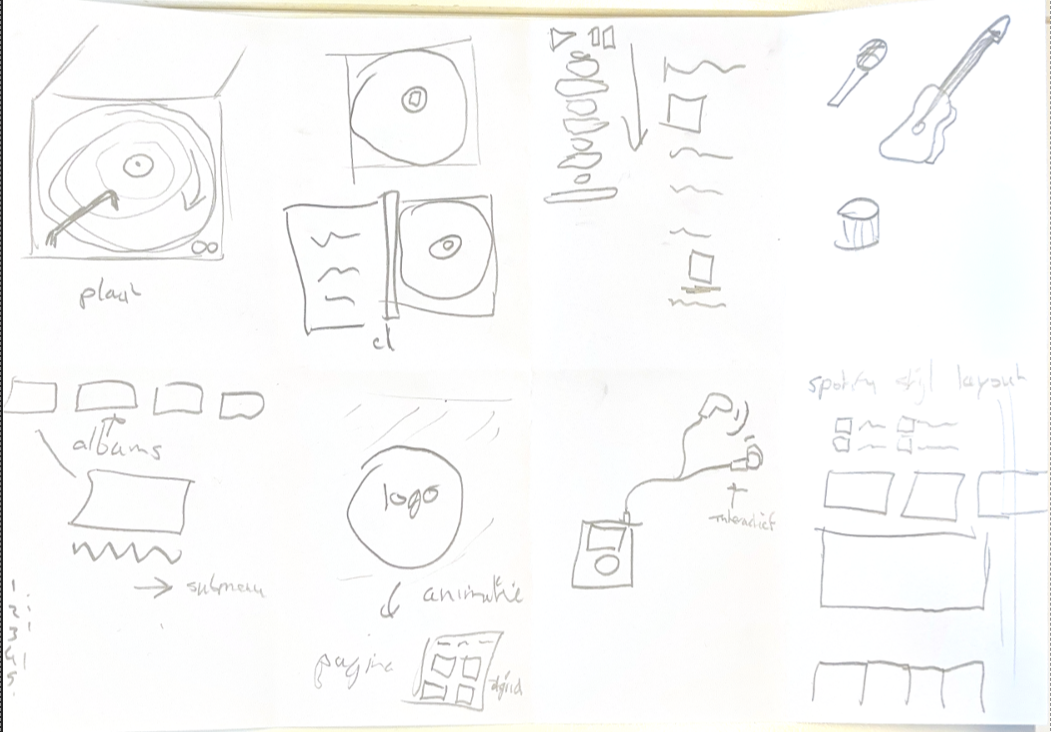 plaat
cd
albums
submenu
1.
2.
3.
4.
5.
logo
animatie
pagina
grid
interactief
spotify stijl layout